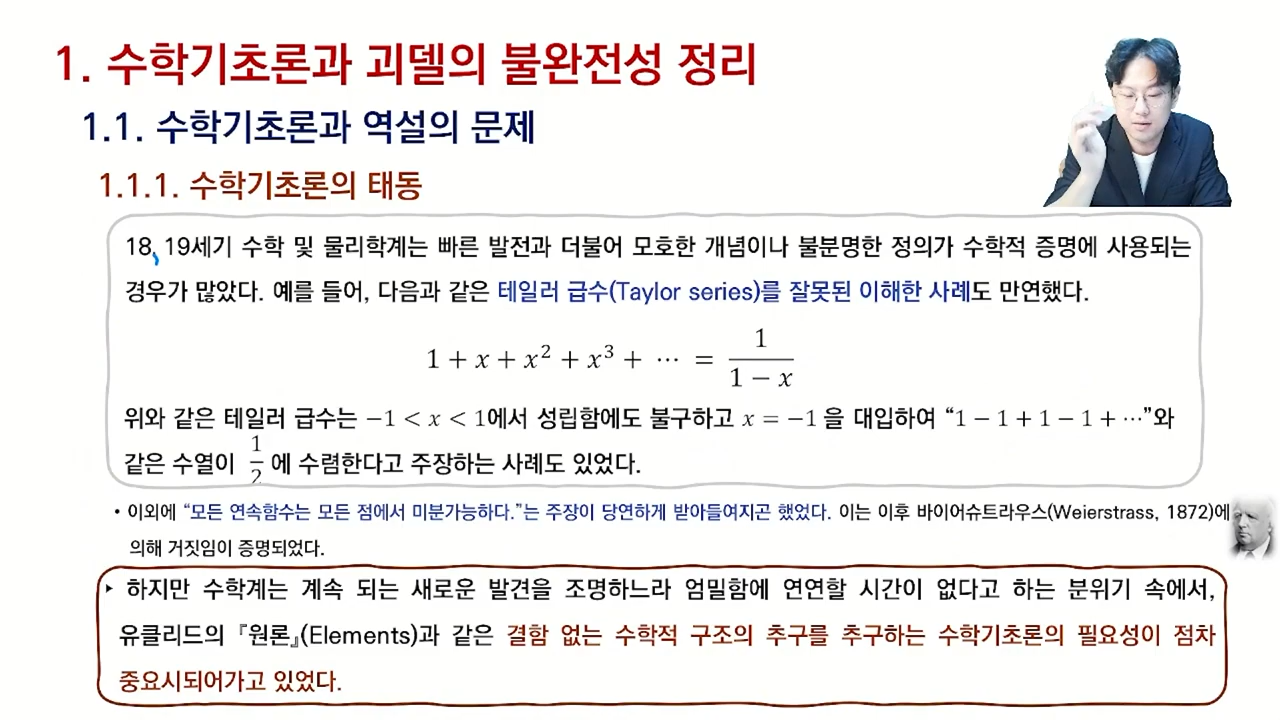 1. 수학기초론과 괴델의 불완전성 정리
1.1. 수학기초론과 역설의 문제
1.1.1. 수학기초론의 태동
18, 19세기 수학 및 물리학계는 빠른 발전과 더불어 모호한 개념이나 불분명한 정의가 수학적 증명에 사용되는
경우가 많았다. 예를 들어, 다음과 같은 테일러 급수(Taylor series)를 잘못된 이해한 사례도 만연했다.
1 + x + x² + x³ + ⋯ = 1/(1 − x)
위와 같은 테일러 급수는 −1 < x < 1에서 성립함에도 불구하고 x = −1 을 대입하여 “1 − 1 + 1 − 1 + ⋯”와
같은 수열이 1/2 에 수렴한다고 주장하는 사례도 있었다.
• 이외에 “모든 연속함수는 모든 점에서 미분가능하다.”는 주장이 당연하게 받아들여지곤 했었다. 이는 이후 바이어슈트라우스(Weierstrass, 1872)에
의해 거짓임이 증명되었다.
‣ 하지만 수학계는 계속 되는 새로운 발견을 조명하느라 엄밀함에 연연할 시간이 없다고 하는 분위기 속에서,
유클리드의 『원론』(Elements)과 같은 결함 없는 수학적 구조의 추구를 추구하는 수학기초론의 필요성이 점차
중요시되어가고 있었다.